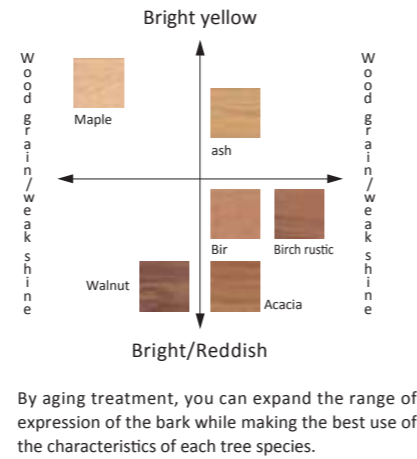 Bright yellow
Wood grain/weak shine
Wood grain/weak shine
Maple
ash
Bir
Birch rustic
Walnut
Acacia
Bright/Reddish
By aging treatment, you can expand the range of
expression of the bark while making the best use of
the characteristics of each tree species.